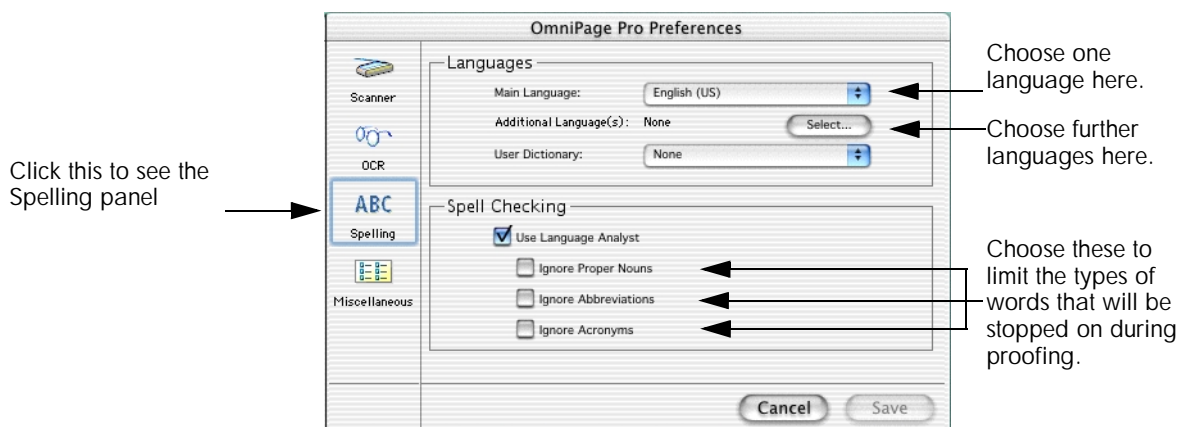 OmniPage Pro Preferences
Click this to see the
Spelling panel
Scanner
OCR
ABC
Spelling
Miscellaneous
Languages
Main Language: English (US)
Additional Language(s): None Select...
User Dictionary: None
Spell Checking
Use Language Analyst
Ignore Proper Nouns
Ignore Abbreviations
Ignore Acronyms
Cancel Save
Choose one
language here.
Choose further
languages here.
Choose these to
limit the types of
words that will be
stopped on during
proofing.